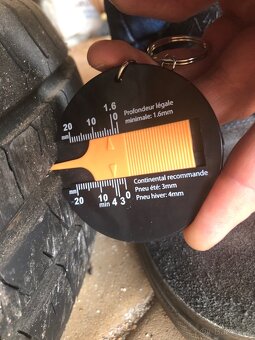 1.6
20 10 0
Profondeur légale
minimale: 1.6mm
Continental recommande
Pneu été: 3mm
Pneu hiver: 4mm
20 10 4 3 0
min